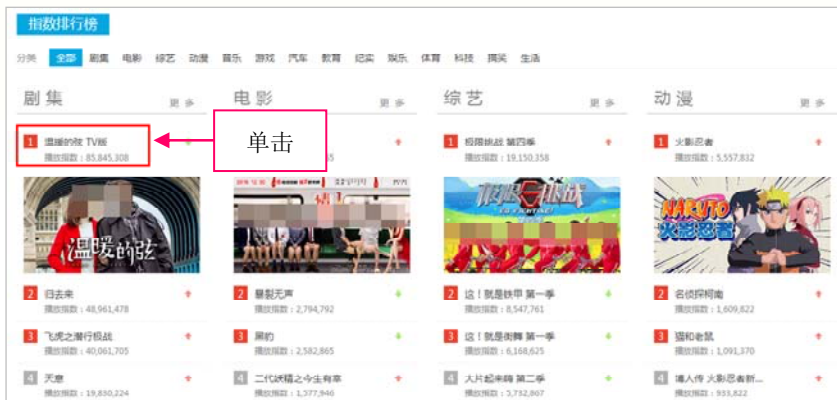 指数排行榜
分类 全部 剧集 电影 综艺 动漫 音乐 游戏 汽车 教育 纪实 娱乐 体育 科技 搞笑 生活
剧集 更多
1 温暖的弦 TV版
播放指数：85,845,308
温暖的弦
2 归去来
播放指数：48,961,478
3 飞虎之潜行极战
播放指数：40,061,705
4 天意
播放指数：19,830,224
电影 更多
单击
2 暴裂无声
播放指数：2,794,792
3 黑豹
播放指数：2,582,865
4 二代妖精之今生有幸
播放指数：1,577,946
综艺 更多
1 极限挑战 第四季
播放指数：19,150,358
极限挑战
2 这！就是铁甲 第一季
播放指数：8,547,761
3 这！就是街舞 第一季
播放指数：6,168,625
4 大片起来嗨 第二季
播放指数：5,732,867
动漫 更多
1 火影忍者
播放指数：5,557,832
NARUTO
火影忍者
2 名侦探柯南
播放指数：1,609,822
3 猫和老鼠
播放指数：1,091,370
4 博人传 火影忍者新...
播放指数：933,822